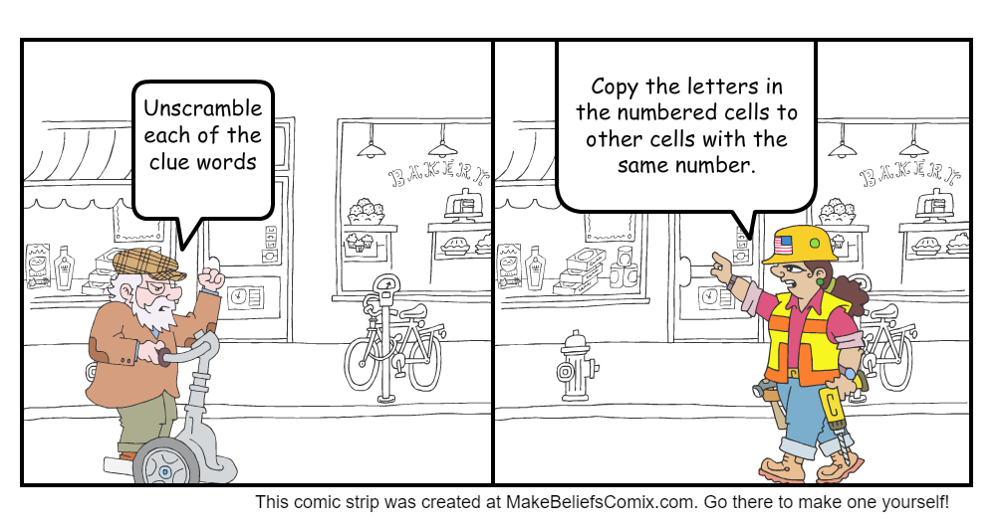 Unscramble
each of the
clue words
Copy the letters in
the numbered cells to
other cells with the
same number.
BAKERY
BAKERY
This comic strip was created at MakeBeliefsComix.com. Go there to make one yourself!